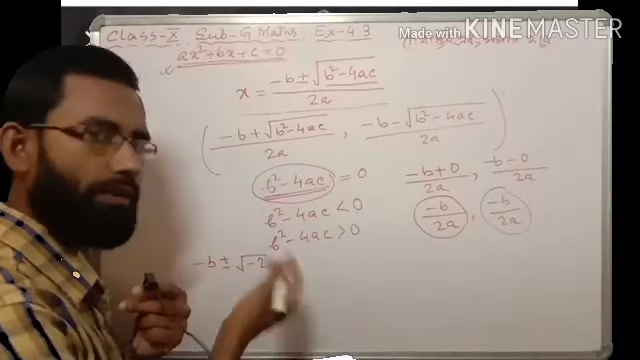 Made with KINEMASTER
Class-X Sub-G Maths Ex-4.3
ax²+bx+c=0
x = -b±√b²-4ac / 2a
( -b+√b²-4ac / 2a , -b-√b²-4ac / 2a )
b²-4ac = 0
b²-4ac < 0
b²-4ac > 0
-b±√-2
-b+0 / 2a , -b-0 / 2a
-b / 2a , -b / 2a